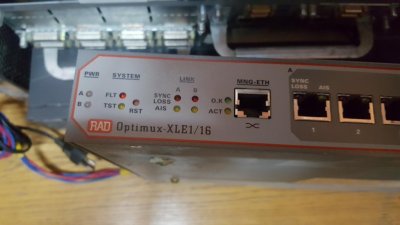 PWR SYSTEM LINK MNG-ETH A
A B
A FLT SYNC LOSS O.K SYNC LOSS AIS
B TST RST AIS ACT
1 2
RAD Optimux-XLE1/16